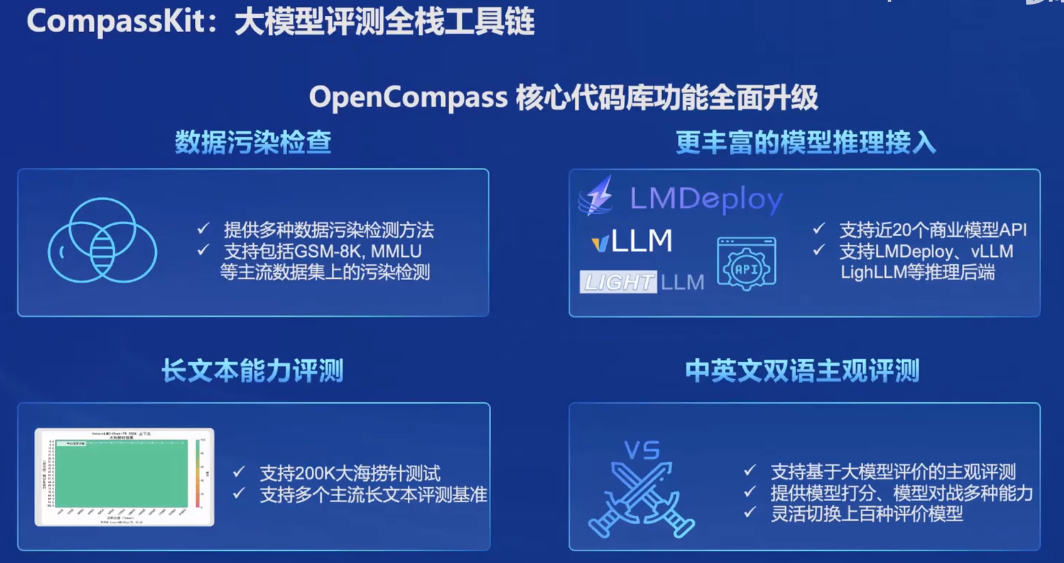 CompassKit：大模型评测全栈工具链
OpenCompass 核心代码库功能全面升级
数据污染检查
✓ 提供多种数据污染检测方法
✓ 支持包括GSM-8K, MMLU
等主流数据集上的污染检测
更丰富的模型推理接入
LMDeploy
vLLM
LIGHT LLM
API
✓ 支持近20个商业模型API
✓ 支持LMDeploy、vLLM
LighLLM等推理后端
长文本能力评测
✓ 支持200K大海捞针测试
✓ 支持多个主流长文本评测基准
中英文双语主观评测
VS
✓ 支持基于大模型评价的主观评测
✓ 提供模型打分、模型对战多种能力
✓ 灵活切换上百种评价模型